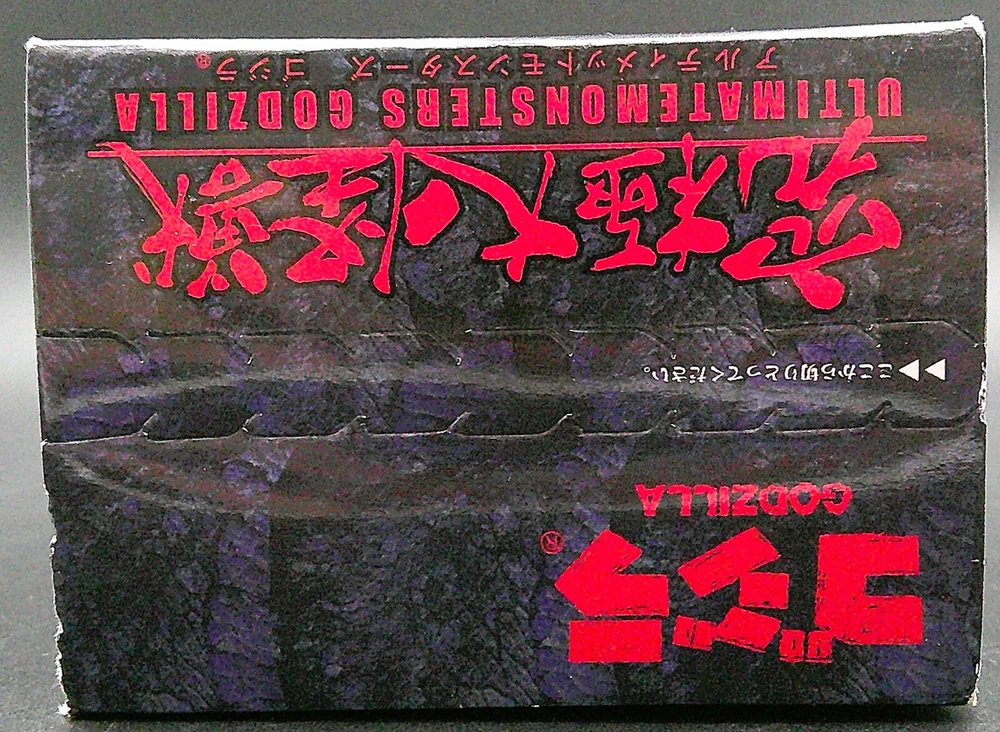 ゴジラ®
GODZILLA
▶▶ここから切りとってください。
究極大怪獣
ULTIMATEMONSTERS GODZILLA
アルティメットモンスターズ ゴジラ®